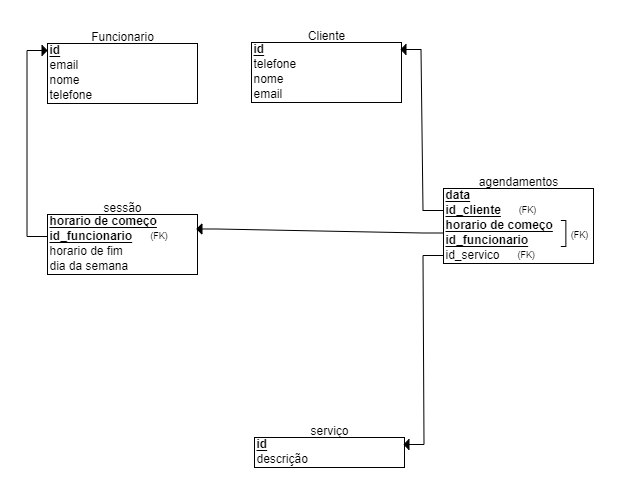 Funcionario
id
email
nome
telefone
Cliente
id
telefone
nome
email
agendamentos
data
id_cliente (FK)
horario de começo
id_funcionario
(FK)
id_servico (FK)
sessão
horario de começo
id_funcionario (FK)
horario de fim
dia da semana
serviço
id
descrição